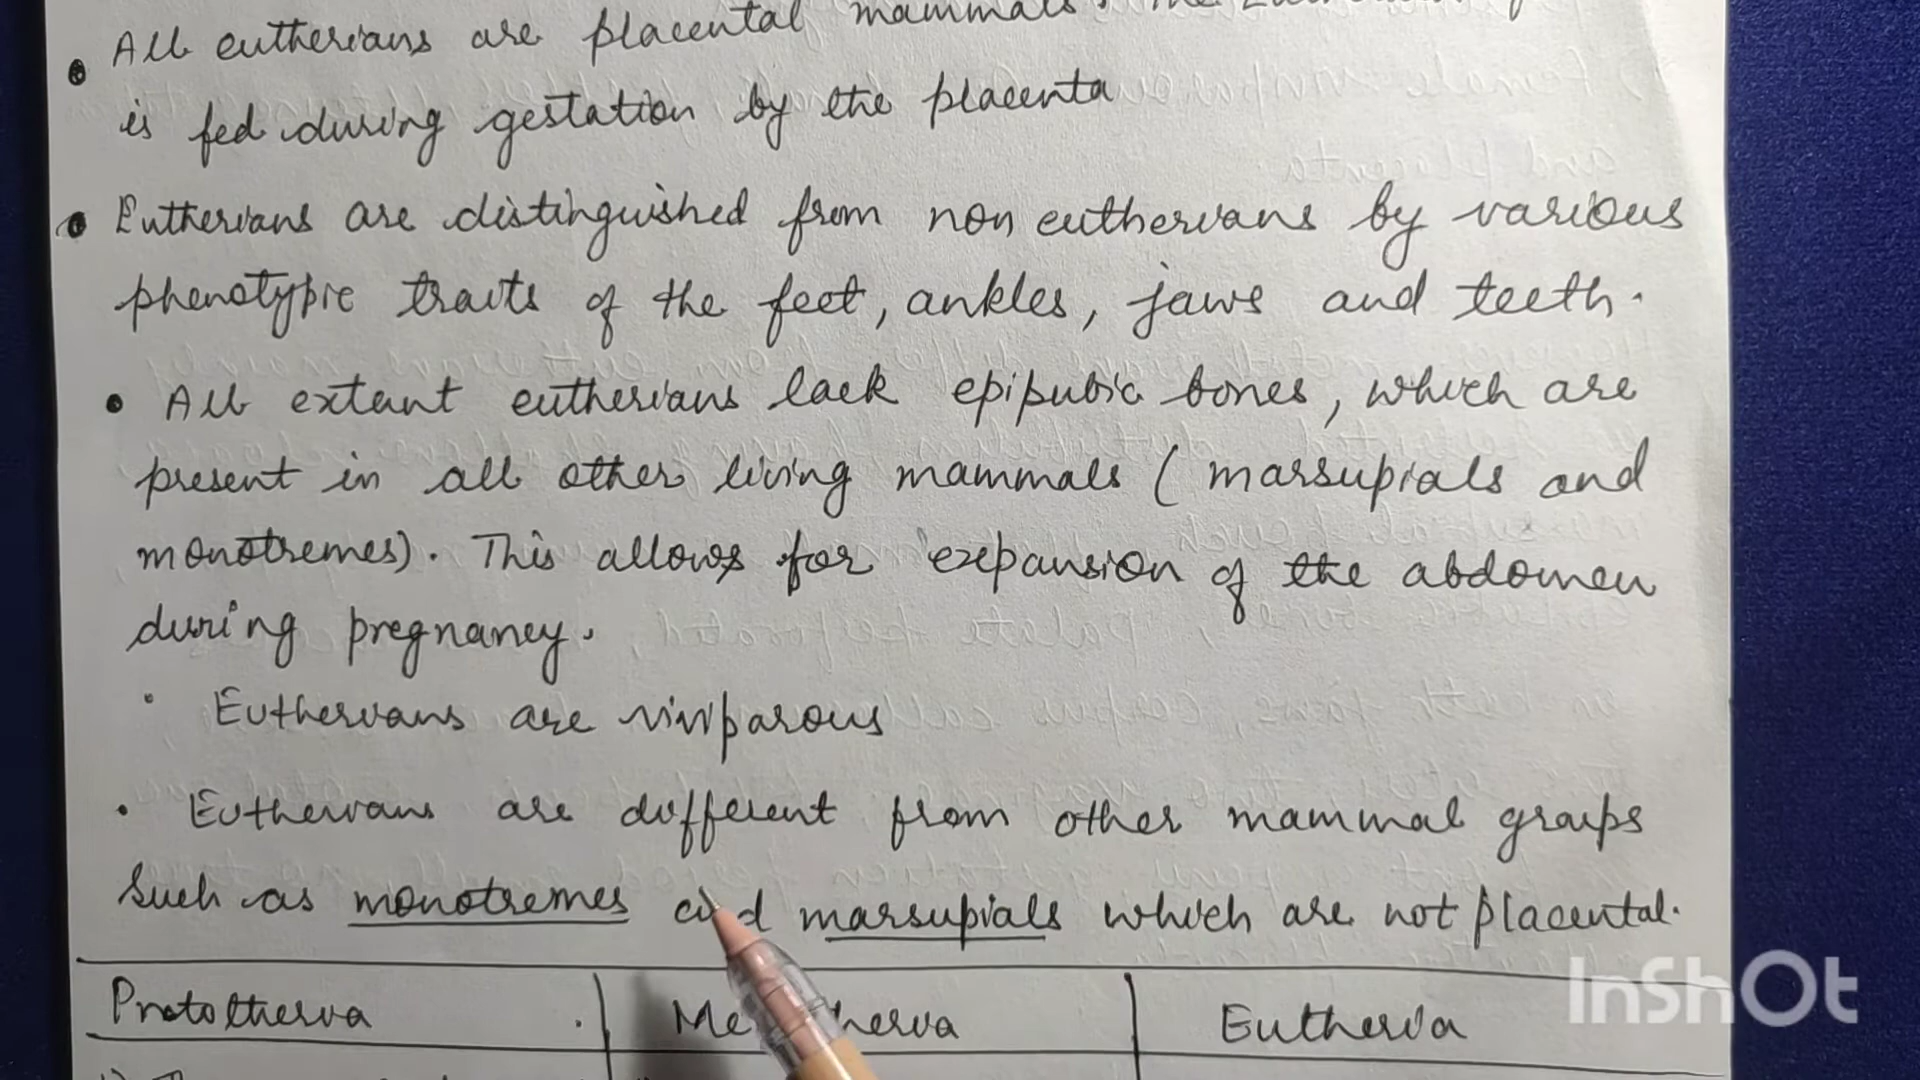 All eutherians are placental mammals. The
is fed during gestation by the placenta
Eutherians are distinguished from non eutherians by various
phenotypic traits of the feet, ankles, jaws and teeth.
All extant eutherians lack epipubic bones, which are
present in all other living mammals (marsupials and
monotremes). This allows for expansion of the abdomen
during pregnancy.
Eutherians are viviparous
Eutherians are different from other mammal groups
such as monotremes and marsupials which are not placental.
Prototheria
Metatheria
Eutheria
InShOt